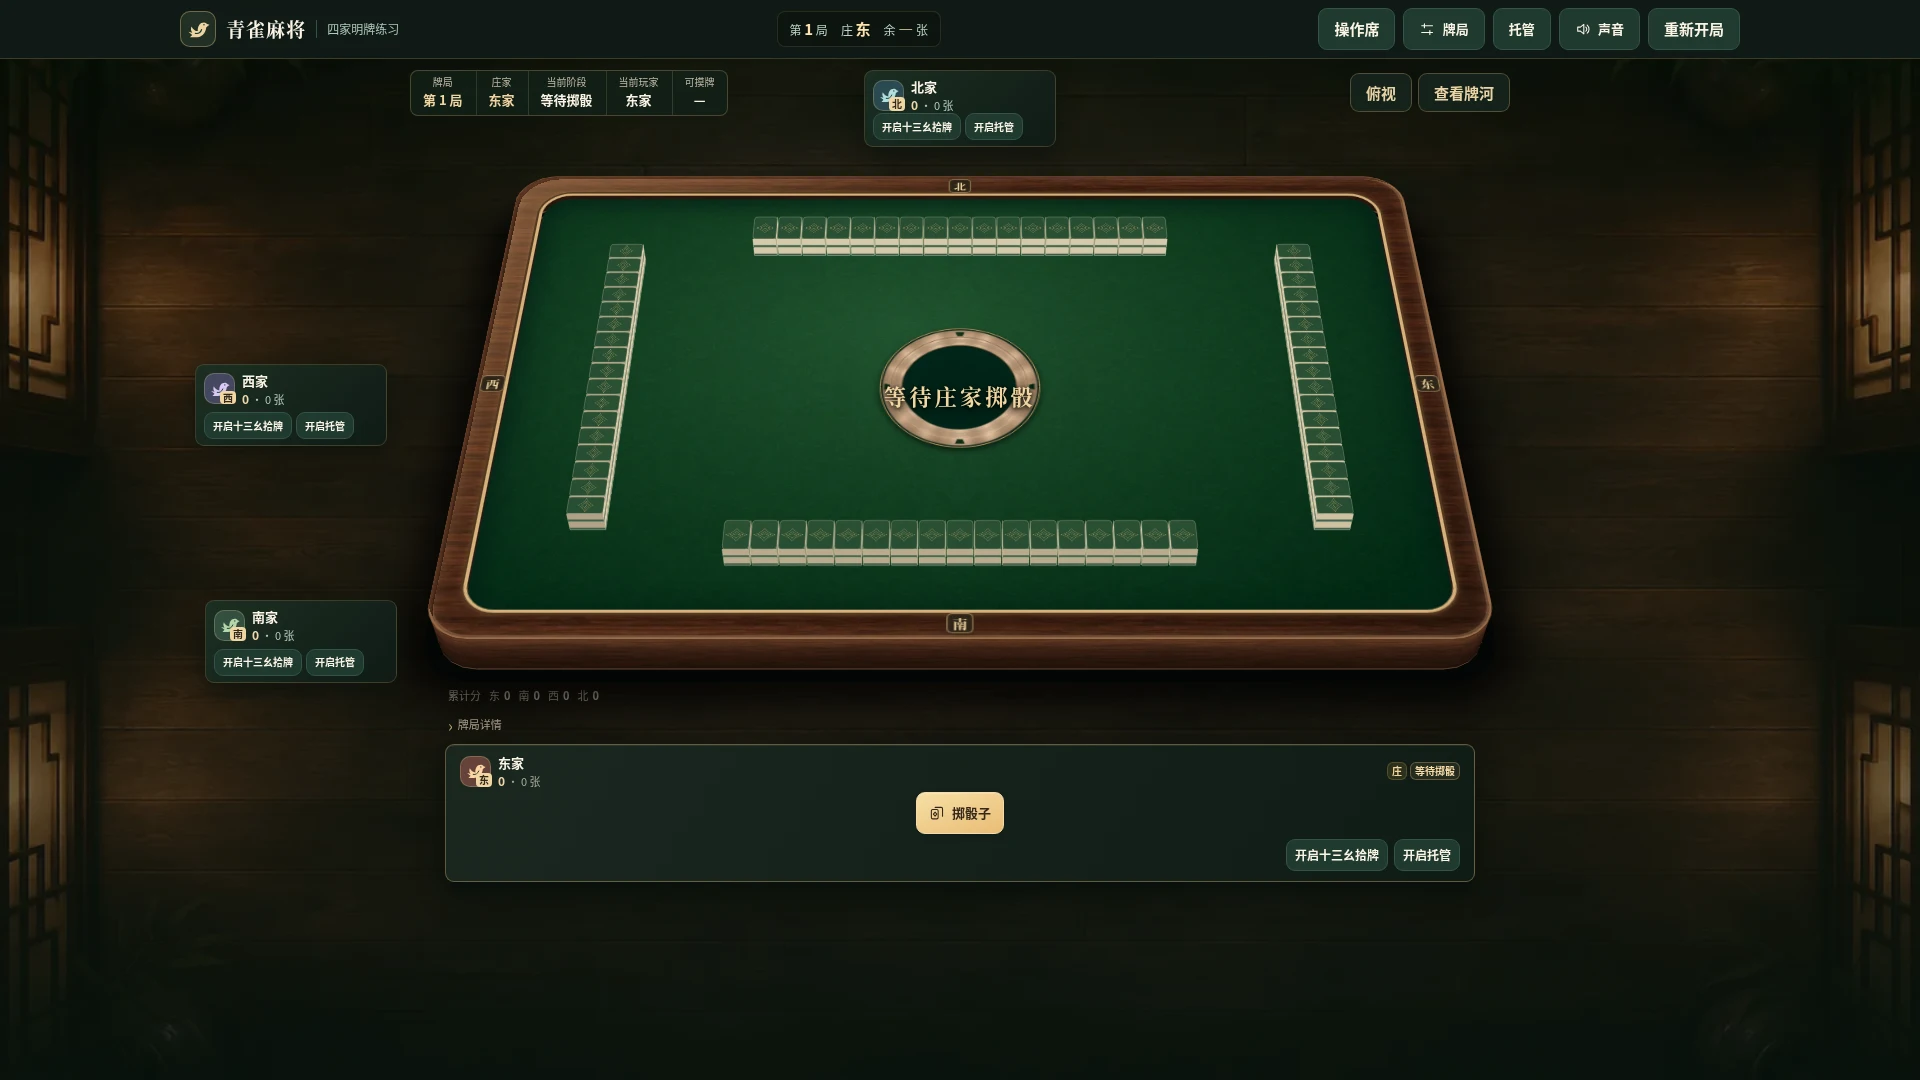 青雀麻将 四家明牌练习 第1局 庄东 余一张 操作席 牌局 托管 声音 重新开局
牌局 庄家 当前阶段 当前玩家 可摸牌
第1局 东家 等待掷骰 东家 —
北家
北 0 · 0 张
开启十三幺拾牌 开启托管
俯视 查看牌河
北
西家
西 0 · 0 张
开启十三幺拾牌 开启托管
西
东
等待庄家掷骰
南家
南 0 · 0 张
开启十三幺拾牌 开启托管
南
累计分 东 0 南 0 西 0 北 0
› 牌局详情
东家
东 0 · 0 张
庄 等待掷骰
掷骰子
开启十三幺拾牌 开启托管